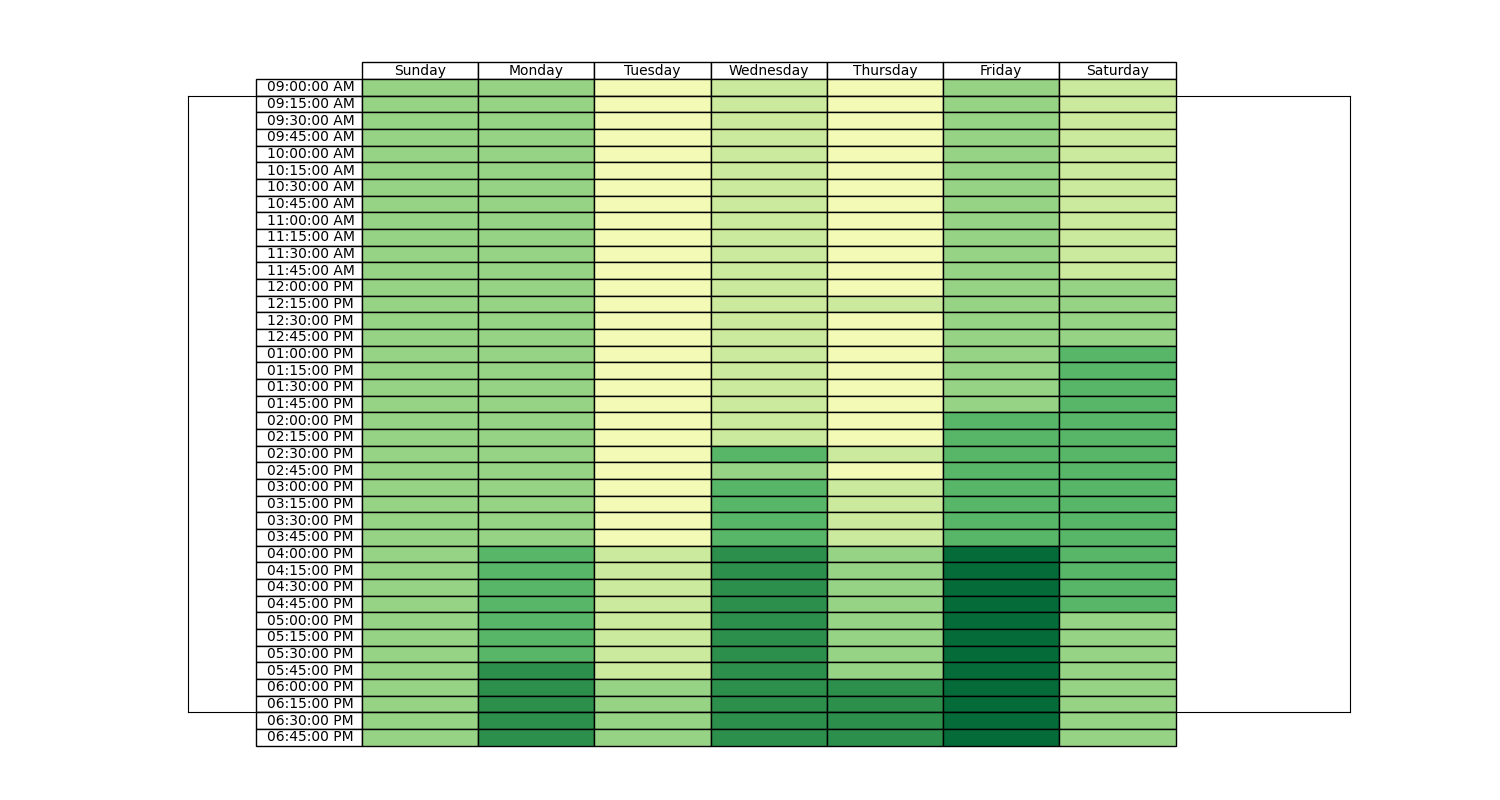 Sunday Monday Tuesday Wednesday Thursday Friday Saturday
09:00:00 AM
09:15:00 AM
09:30:00 AM
09:45:00 AM
10:00:00 AM
10:15:00 AM
10:30:00 AM
10:45:00 AM
11:00:00 AM
11:15:00 AM
11:30:00 AM
11:45:00 AM
12:00:00 PM
12:15:00 PM
12:30:00 PM
12:45:00 PM
01:00:00 PM
01:15:00 PM
01:30:00 PM
01:45:00 PM
02:00:00 PM
02:15:00 PM
02:30:00 PM
02:45:00 PM
03:00:00 PM
03:15:00 PM
03:30:00 PM
03:45:00 PM
04:00:00 PM
04:15:00 PM
04:30:00 PM
04:45:00 PM
05:00:00 PM
05:15:00 PM
05:30:00 PM
05:45:00 PM
06:00:00 PM
06:15:00 PM
06:30:00 PM
06:45:00 PM